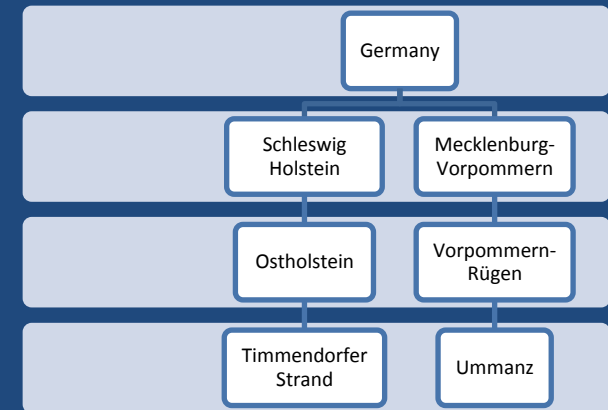 Germany
Schleswig
Holstein
Mecklenburg-
Vorpommern
Ostholstein
Vorpommern-
Rügen
Timmendorfer
Strand
Ummanz